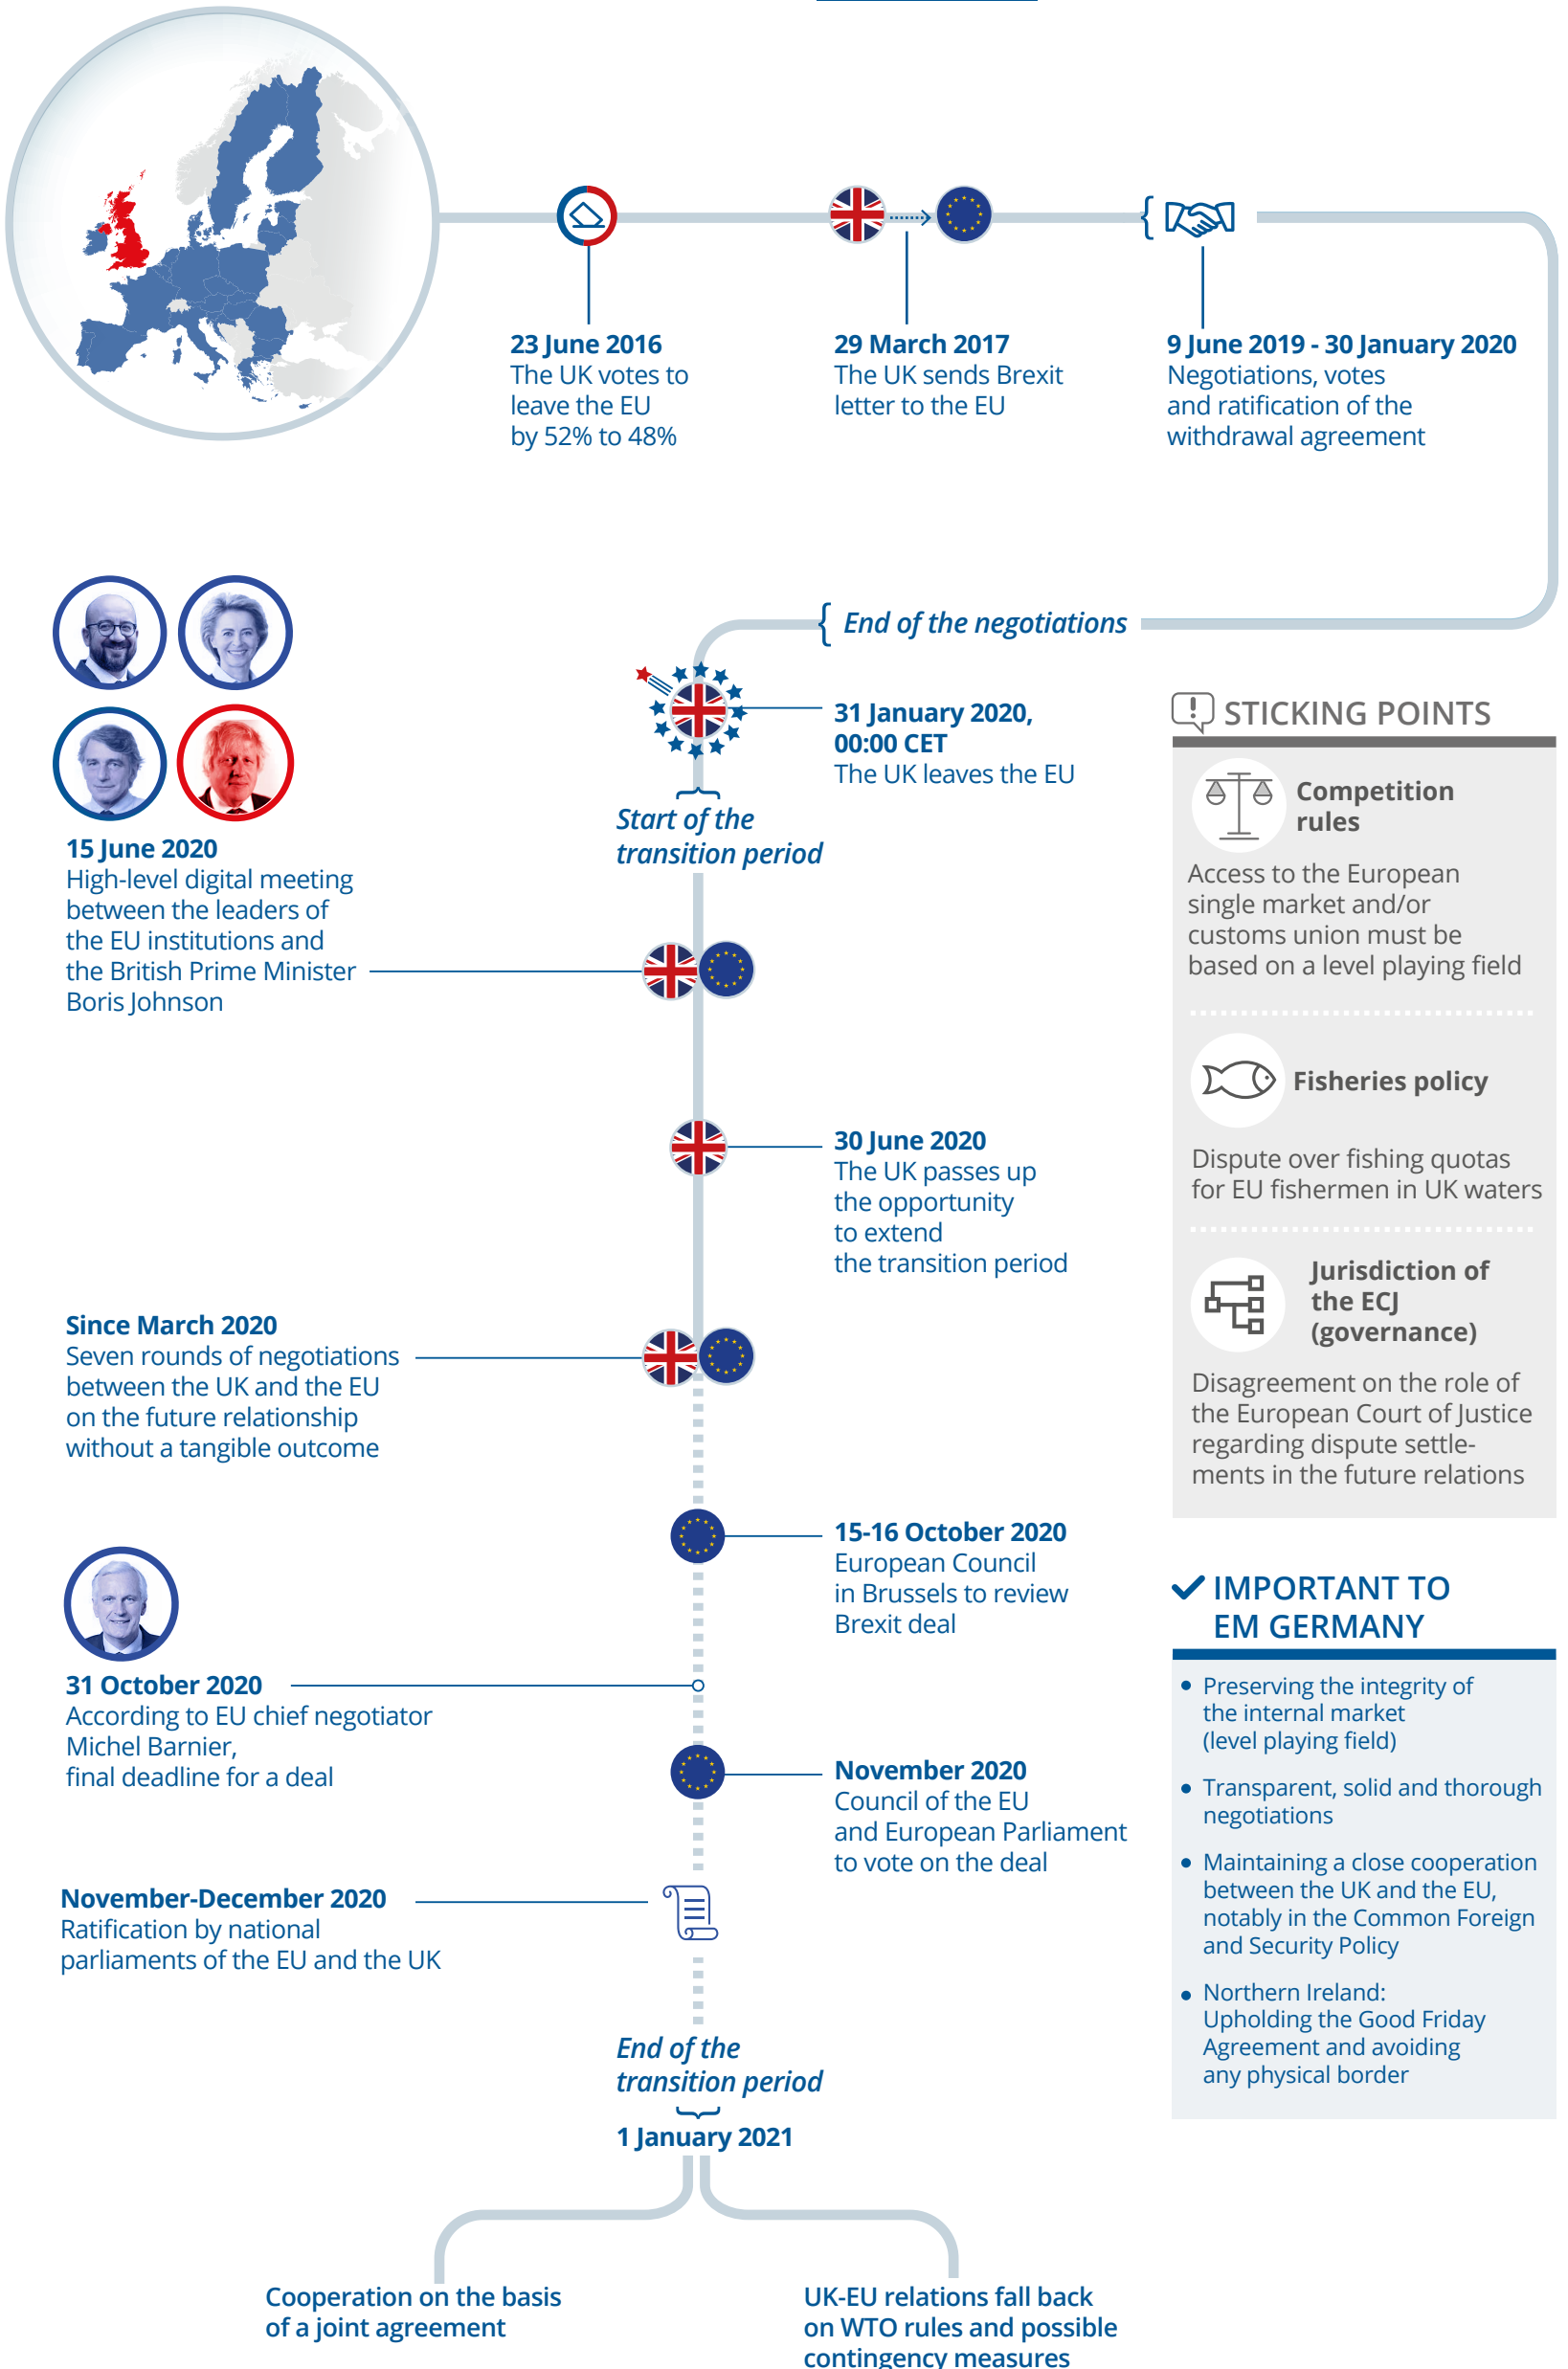 23 June 2016
The UK votes to
leave the EU
by 52% to 48%
29 March 2017
The UK sends Brexit
letter to the EU
9 June 2019 - 30 January 2020
Negotiations, votes
and ratification of the
withdrawal agreement
End of the negotiations
31 January 2020,
00:00 CET
The UK leaves the EU
Start of the
transition period
15 June 2020
High-level digital meeting
between the leaders of
the EU institutions and
the British Prime Minister
Boris Johnson
30 June 2020
The UK passes up
the opportunity
to extend
the transition period
Since March 2020
Seven rounds of negotiations
between the UK and the EU
on the future relationship
without a tangible outcome
15-16 October 2020
European Council
in Brussels to review
Brexit deal
31 October 2020
According to EU chief negotiator
Michel Barnier,
final deadline for a deal
November 2020
Council of the EU
and European Parliament
to vote on the deal
November-December 2020
Ratification by national
parliaments of the EU and the UK
End of the
transition period
1 January 2021
Cooperation on the basis
of a joint agreement
UK-EU relations fall back
on WTO rules and possible
contingency measures
STICKING POINTS
Competition
rules
Access to the European
single market and/or
customs union must be
based on a level playing field
Fisheries policy
Dispute over fishing quotas
for EU fishermen in UK waters
Jurisdiction of
the ECJ
(governance)
Disagreement on the role of
the European Court of Justice
regarding dispute settle-
ments in the future relations
IMPORTANT TO
EM GERMANY
• Preserving the integrity of
the internal market
(level playing field)
• Transparent, solid and thorough
negotiations
• Maintaining a close cooperation
between the UK and the EU,
notably in the Common Foreign
and Security Policy
• Northern Ireland:
Upholding the Good Friday
Agreement and avoiding
any physical border